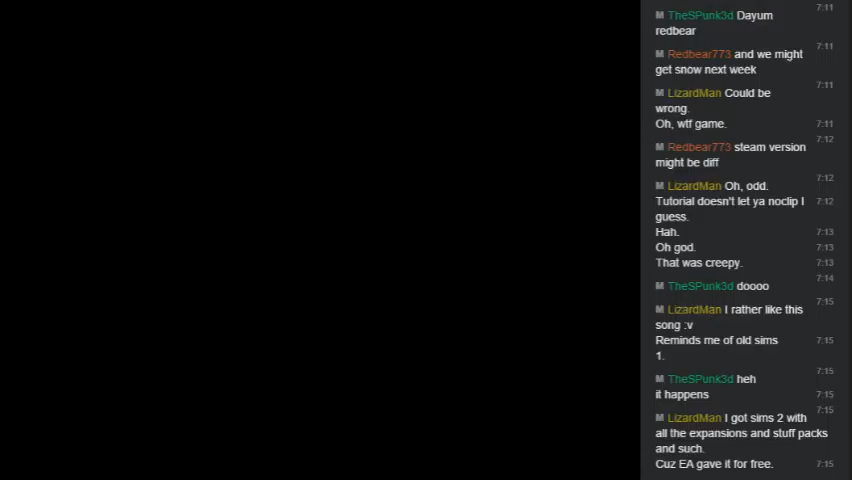 7:11
M TheSPunk3d Dayum
redbear
7:11
M Redbear773 and we might
get snow next week
7:11
M LizardMan Could be
wrong.
Oh, wtf game. 7:11
7:12
M Redbear773 steam version
might be diff
7:12
M LizardMan Oh, odd.
Tutorial doesn't let ya noclip I 7:12
guess.
Hah. 7:13
Oh god. 7:13
That was creepy. 7:13
7:14
M TheSPunk3d doooo
7:15
M LizardMan I rather like this
song :v
Reminds me of old sims 7:15
1.
7:15
M TheSPunk3d heh
it happens 7:15
7:15
M LizardMan I got sims 2 with
all the expansions and stuff packs
and such.
Cuz EA gave it for free. 7:15